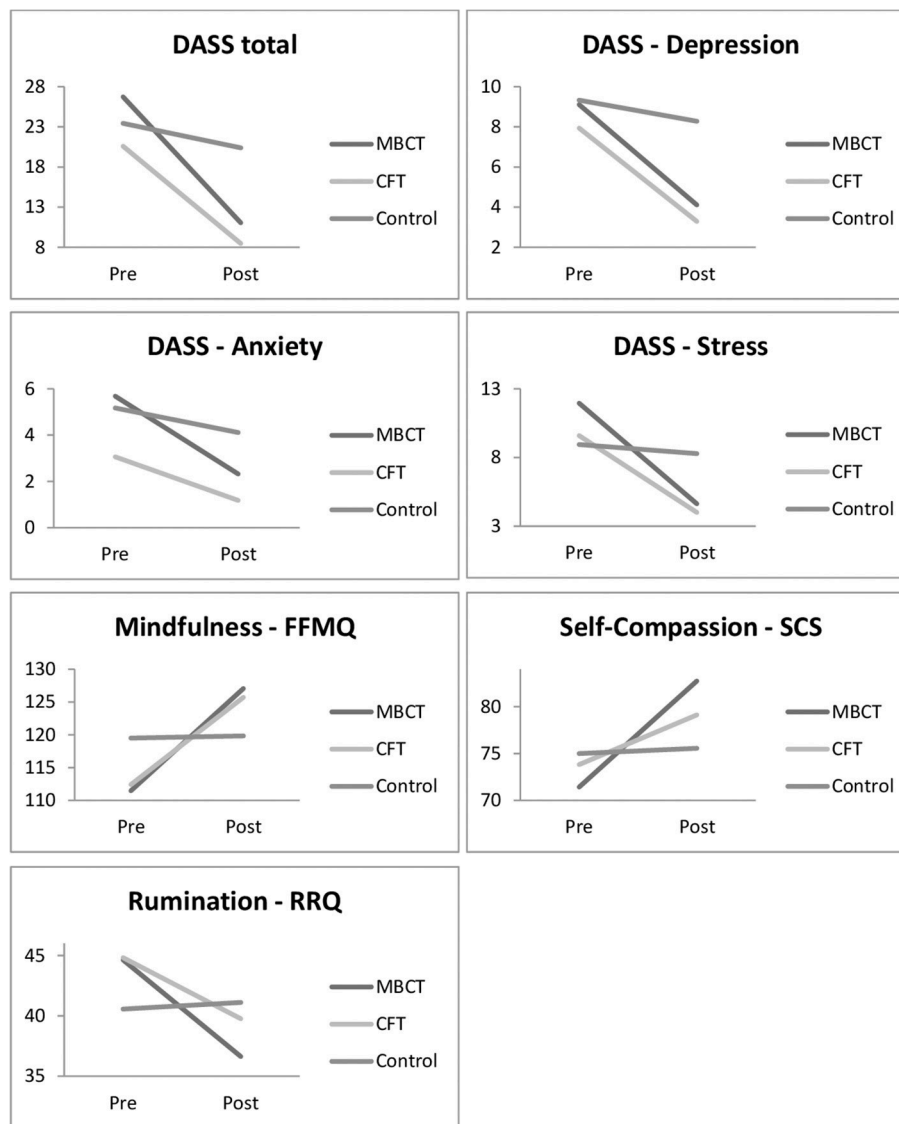 DASS total
28
23
18
13
8
Pre Post
MBCT
CFT
Control
DASS - Depression
10
8
6
4
2
Pre Post
MBCT
CFT
Control
DASS - Anxiety
6
4
2
0
Pre Post
MBCT
CFT
Control
DASS - Stress
13
8
3
Pre Post
MBCT
CFT
Control
Mindfulness - FFMQ
130
125
120
115
110
Pre Post
MBCT
CFT
Control
Self-Compassion - SCS
80
75
70
Pre Post
MBCT
CFT
Control
Rumination - RRQ
45
40
35
Pre Post
MBCT
CFT
Control